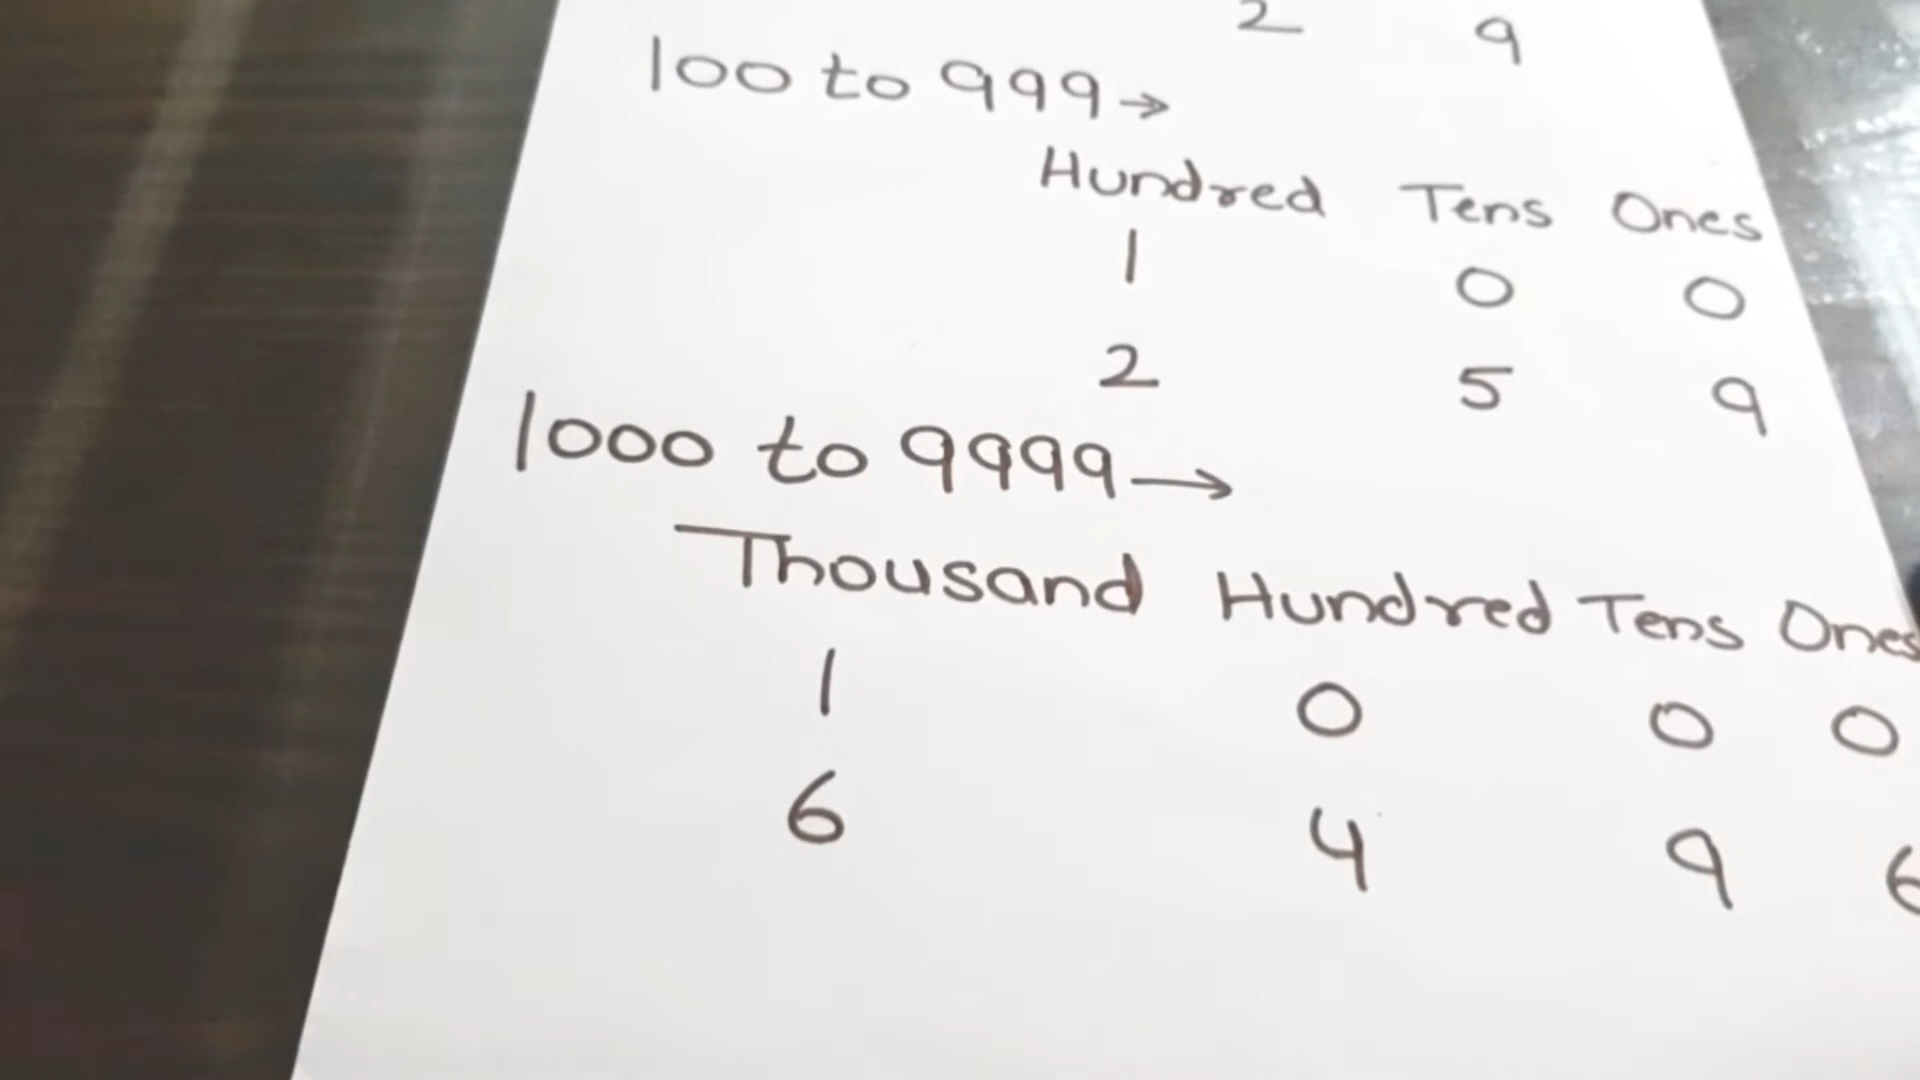 2 9
100 to 999→
Hundred Tens Ones
1 0 0
2 5 9
1000 to 9999→
Thousand Hundred Tens Ones
1 0 0 0
6 4 9 6